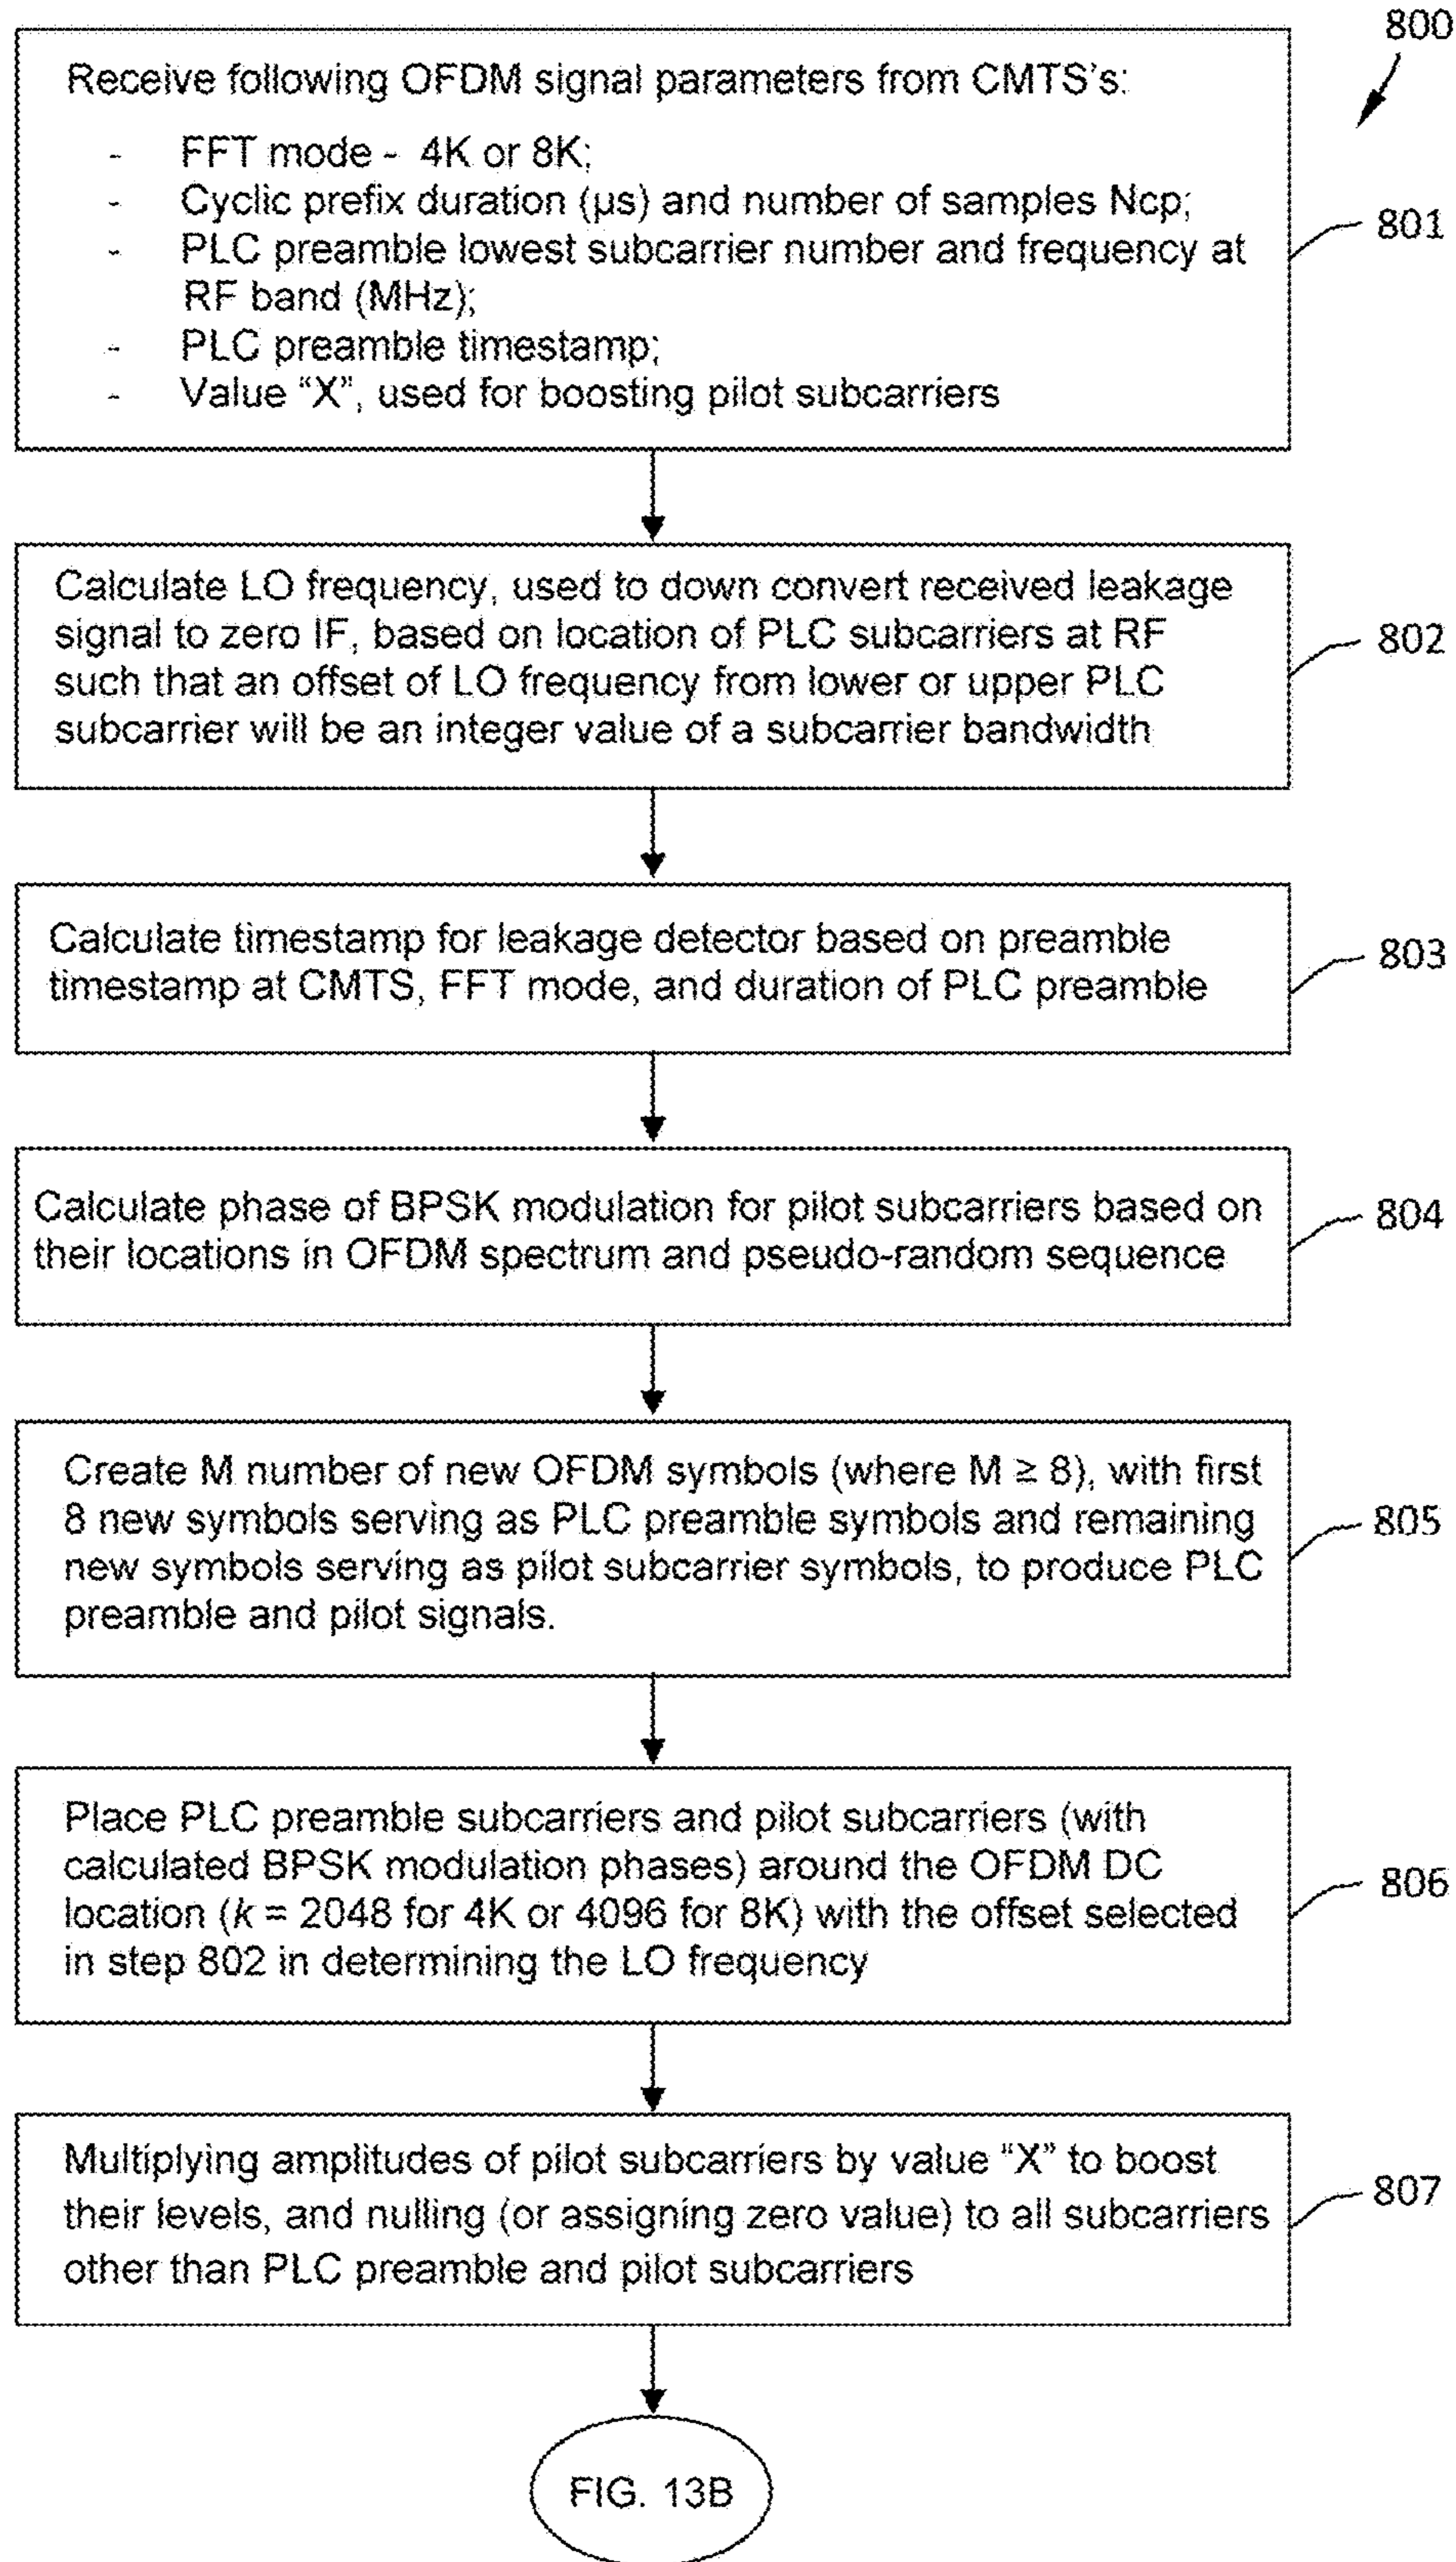 800
Receive following OFDM signal parameters from CMTS's:
- FFT mode - 4K or 8K;
- Cyclic prefix duration (µs) and number of samples Ncp;
- PLC preamble lowest subcarrier number and frequency at
RF band (MHz);
- PLC preamble timestamp;
- Value “X”, used for boosting pilot subcarriers
801
Calculate LO frequency, used to down convert received leakage
signal to zero IF, based on location of PLC subcarriers at RF
such that an offset of LO frequency from lower or upper PLC
subcarrier will be an integer value of a subcarrier bandwidth
802
Calculate timestamp for leakage detector based on preamble
timestamp at CMTS, FFT mode, and duration of PLC preamble
803
Calculate phase of BPSK modulation for pilot subcarriers based on
their locations in OFDM spectrum and pseudo-random sequence
804
Create M number of new OFDM symbols (where M ≥ 8), with first
8 new symbols serving as PLC preamble symbols and remaining
new symbols serving as pilot subcarrier symbols, to produce PLC
preamble and pilot signals.
805
Place PLC preamble subcarriers and pilot subcarriers (with
calculated BPSK modulation phases) around the OFDM DC
location (k = 2048 for 4K or 4096 for 8K) with the offset selected
in step 802 in determining the LO frequency
806
Multiplying amplitudes of pilot subcarriers by value “X” to boost
their levels, and nulling (or assigning zero value) to all subcarriers
other than PLC preamble and pilot subcarriers
807
FIG. 13B